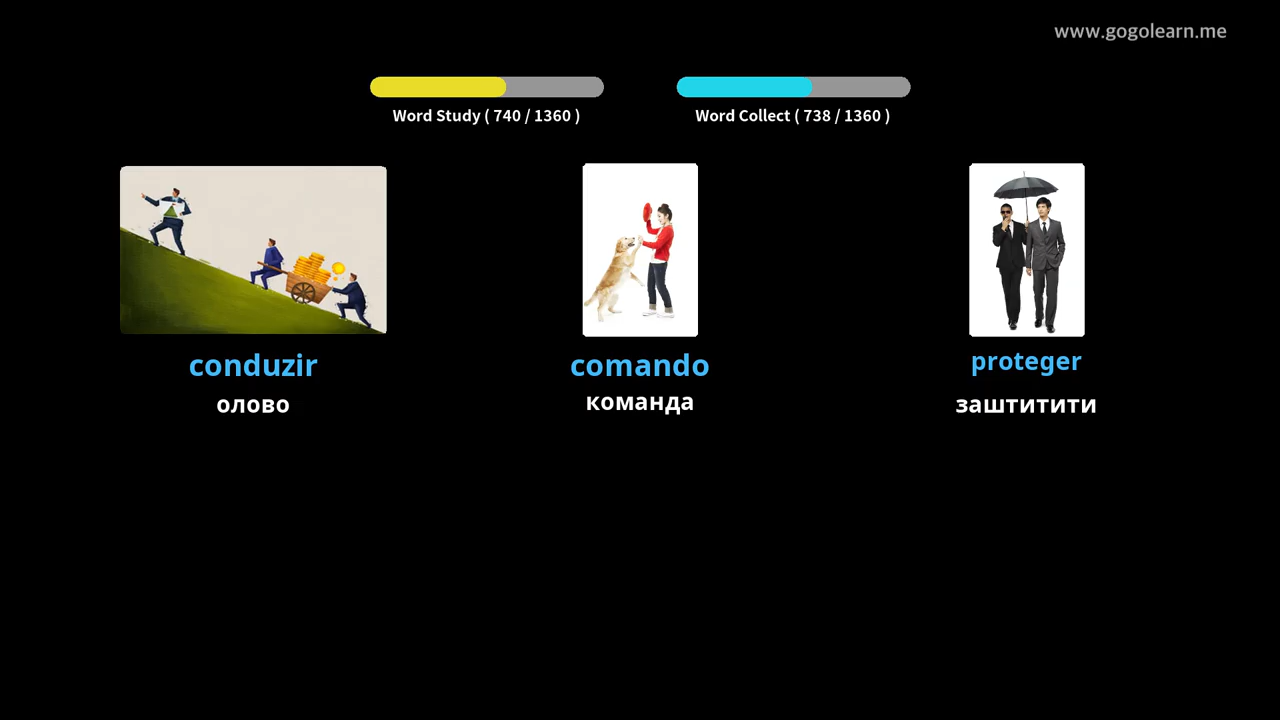 www.gogolearn.me
Word Study ( 740 / 1360 )
Word Collect ( 738 / 1360 )
conduzir
олово
comando
команда
proteger
заштитити